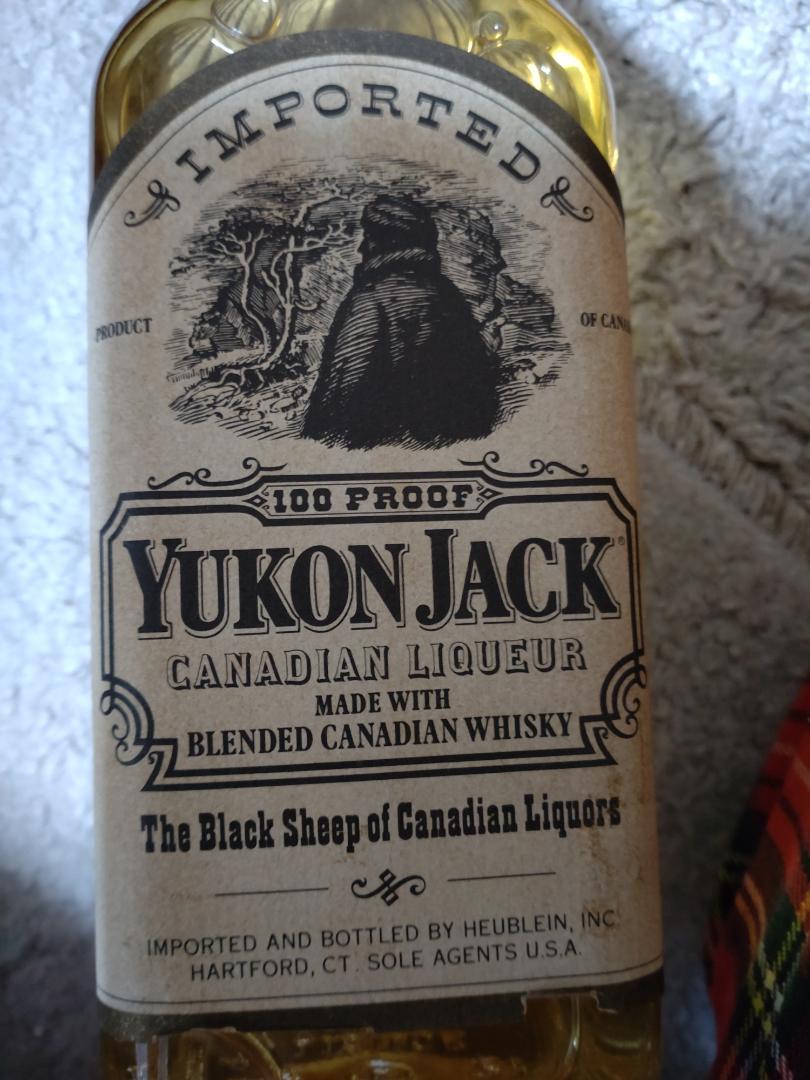 IMPORTED
PRODUCT
100 PROOF
YUKON JACK®
CANADIAN LIQUEUR
MADE WITH
BLENDED CANADIAN WHISKY
The Black Sheep of Canadian Liquors
IMPORTED AND BOTTLED BY HEUBLEIN, INC.
HARTFORD, CT. SOLE AGENTS U.S.A.